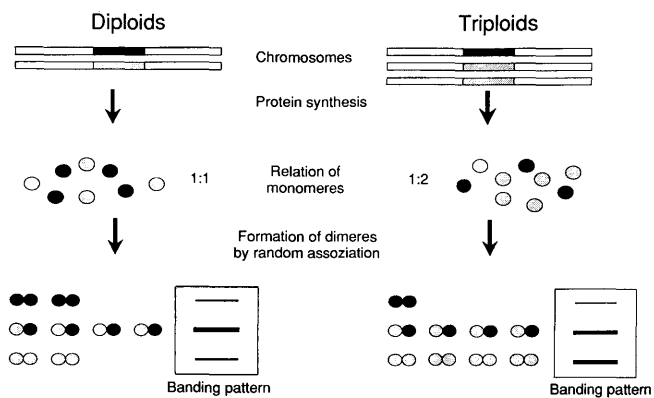 Diploids
Triploids
Chromosomes
Protein synthesis
1:1
Relation of
monomeres
1:2
Formation of dimeres
by random assoziation
Banding pattern
Banding pattern